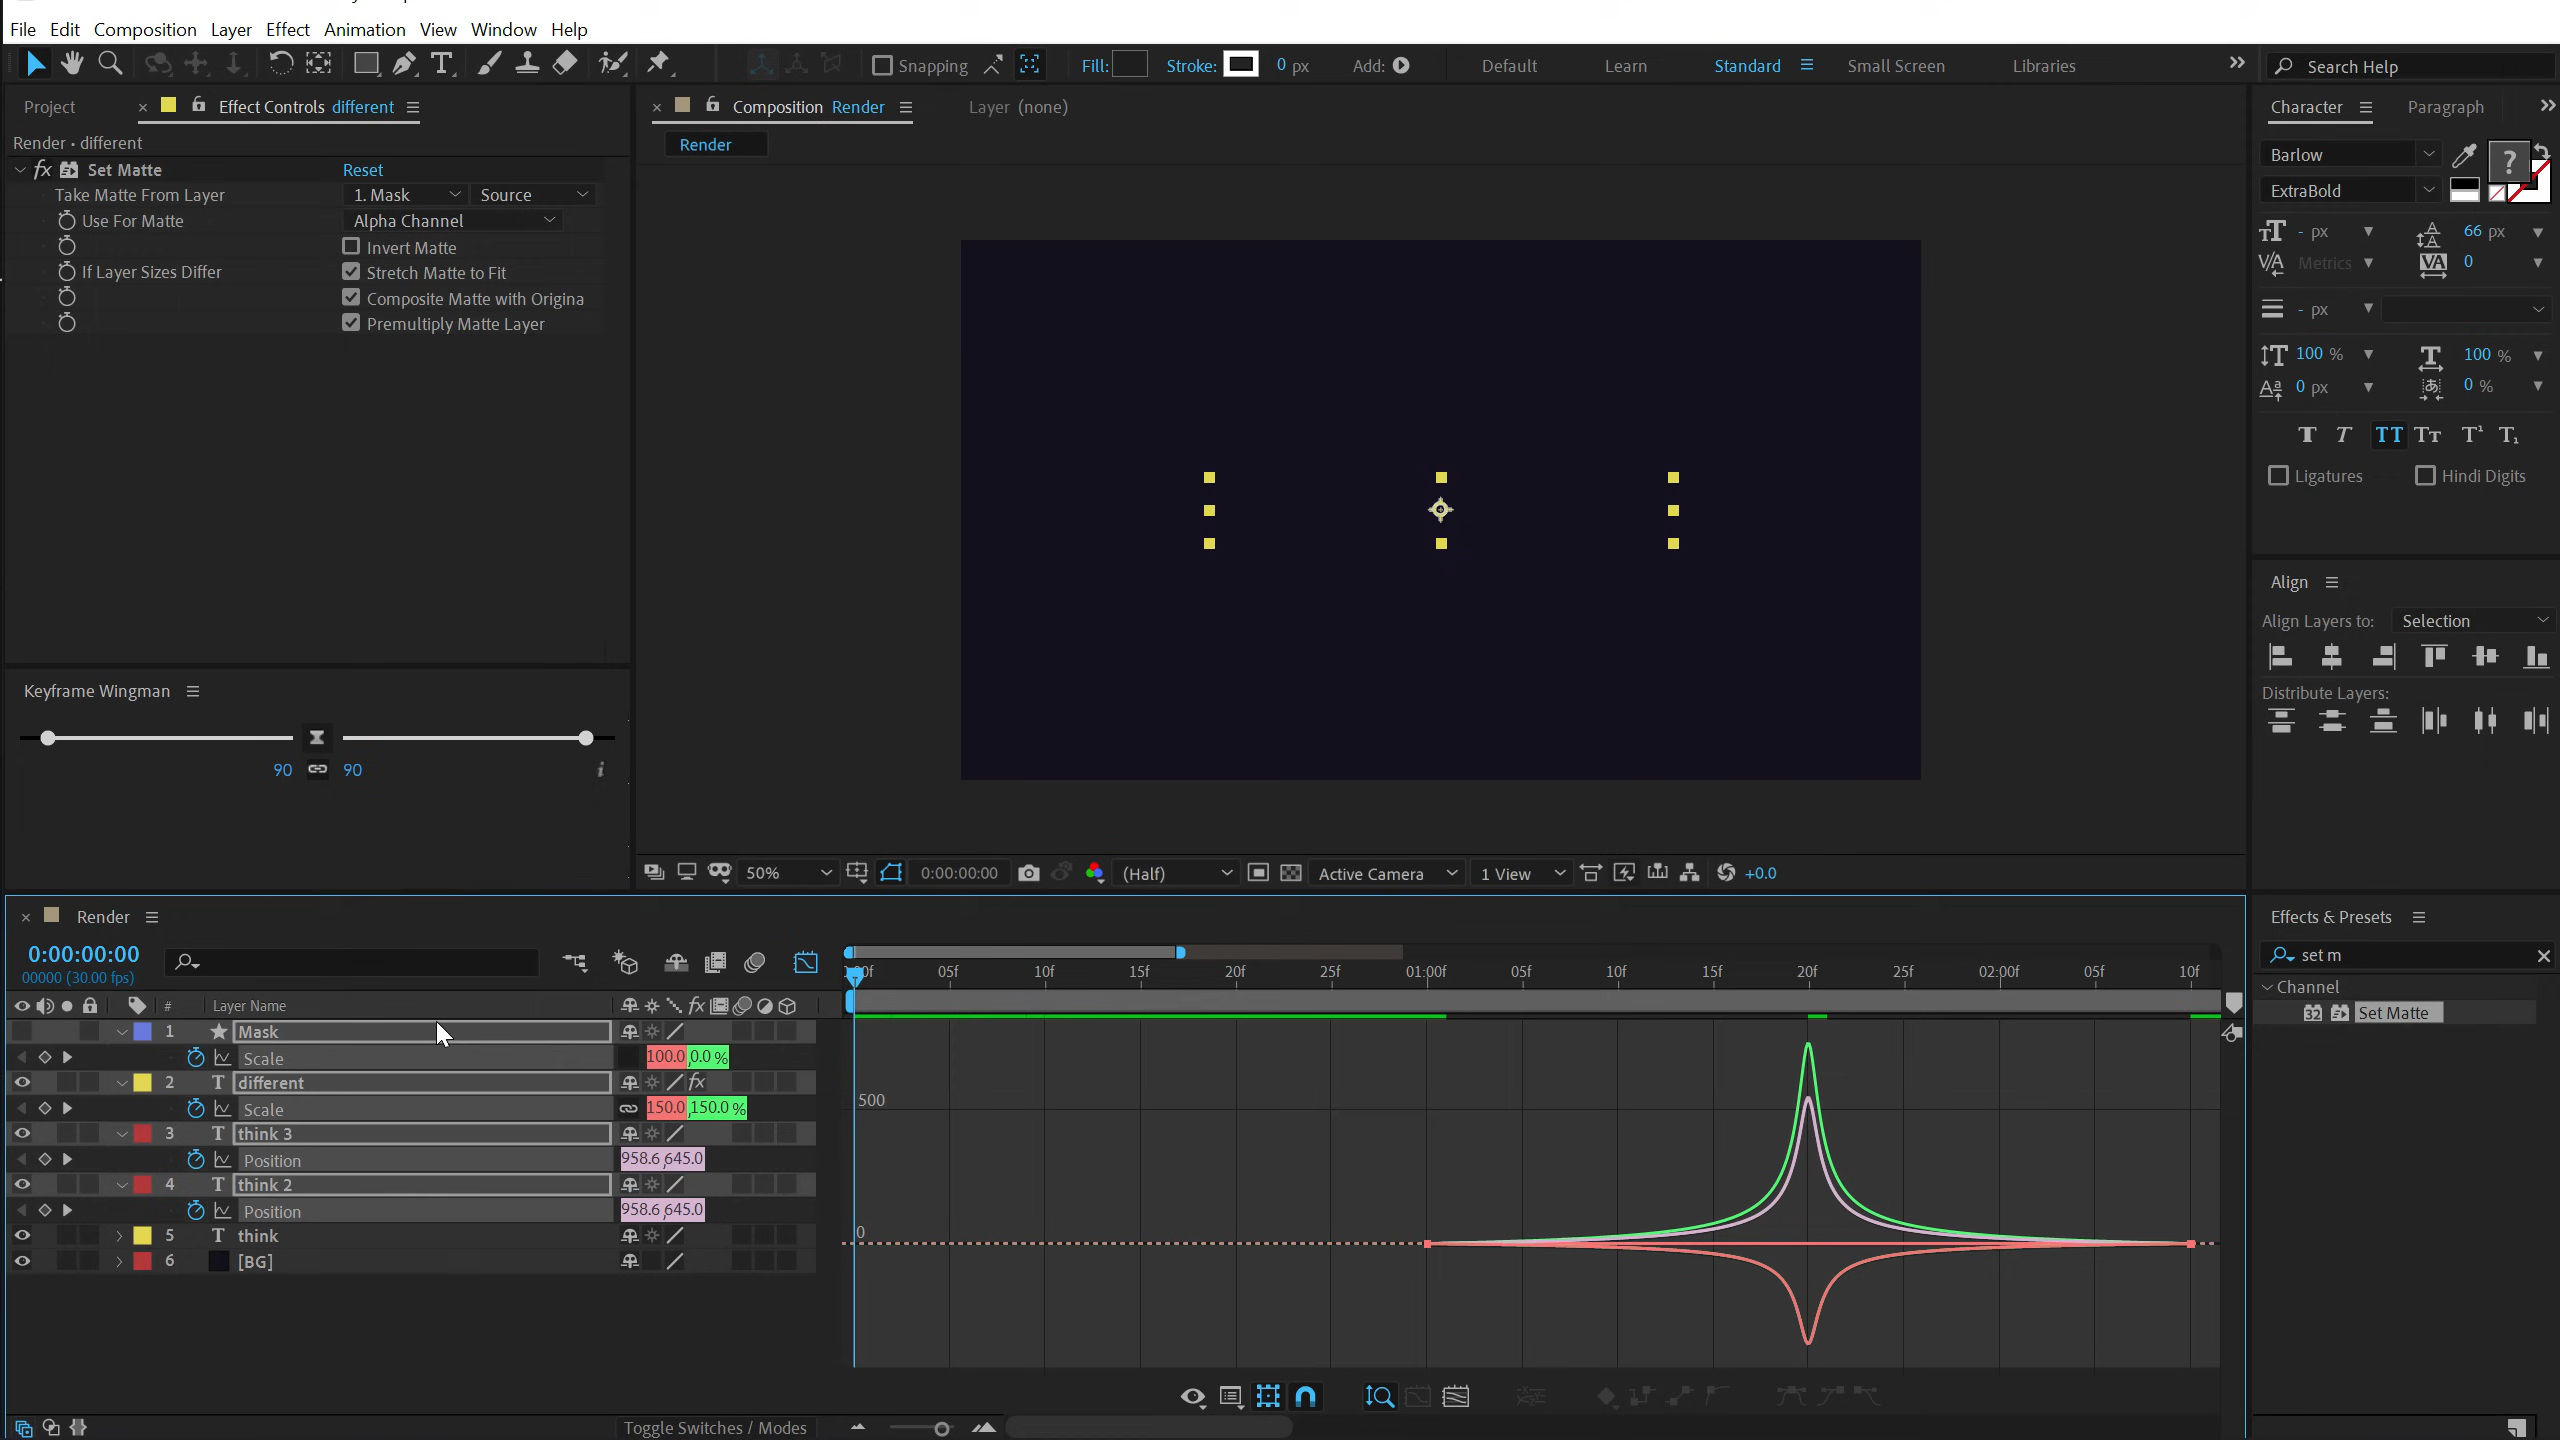 File Edit Composition Layer Effect Animation View Window Help
Snapping Fill: Stroke: 0 px Add: Default Learn Standard Small Screen Libraries Search Help
Project Effect Controls different Composition Render Layer (none) Character Paragraph
Render • different Render
fx Set Matte Reset
Take Matte From Layer 1. Mask Source
Use For Matte Alpha Channel
Invert Matte
If Layer Sizes Differ Stretch Matte to Fit
Composite Matte with Origina
Premultiply Matte Layer
Barlow
ExtraBold
- px 66 px
Metrics 0
- px
100 % 100 %
0 px 0 %
Ligatures Hindi Digits
Align
Align Layers to: Selection
Distribute Layers:
Keyframe Wingman
90 90
50% 0:00:00:00 (Half) Active Camera 1 View +0.0
Render
0:00:00:00
00000 (30.00 fps)
05f 10f 15f 20f 25f 01:00f 05f 10f 15f 20f 25f 02:00f 05f 10f
# Layer Name fx
1 Mask
Scale 100.0,0.0 %
2 T different fx
Scale 150.0,150.0 %
3 T think 3
Position 958.6,645.0
4 T think 2
Position 958.6,645.0
5 T think
6 [BG]
500
0
Toggle Switches / Modes
Effects & Presets
set m
Channel
32 Set Matte